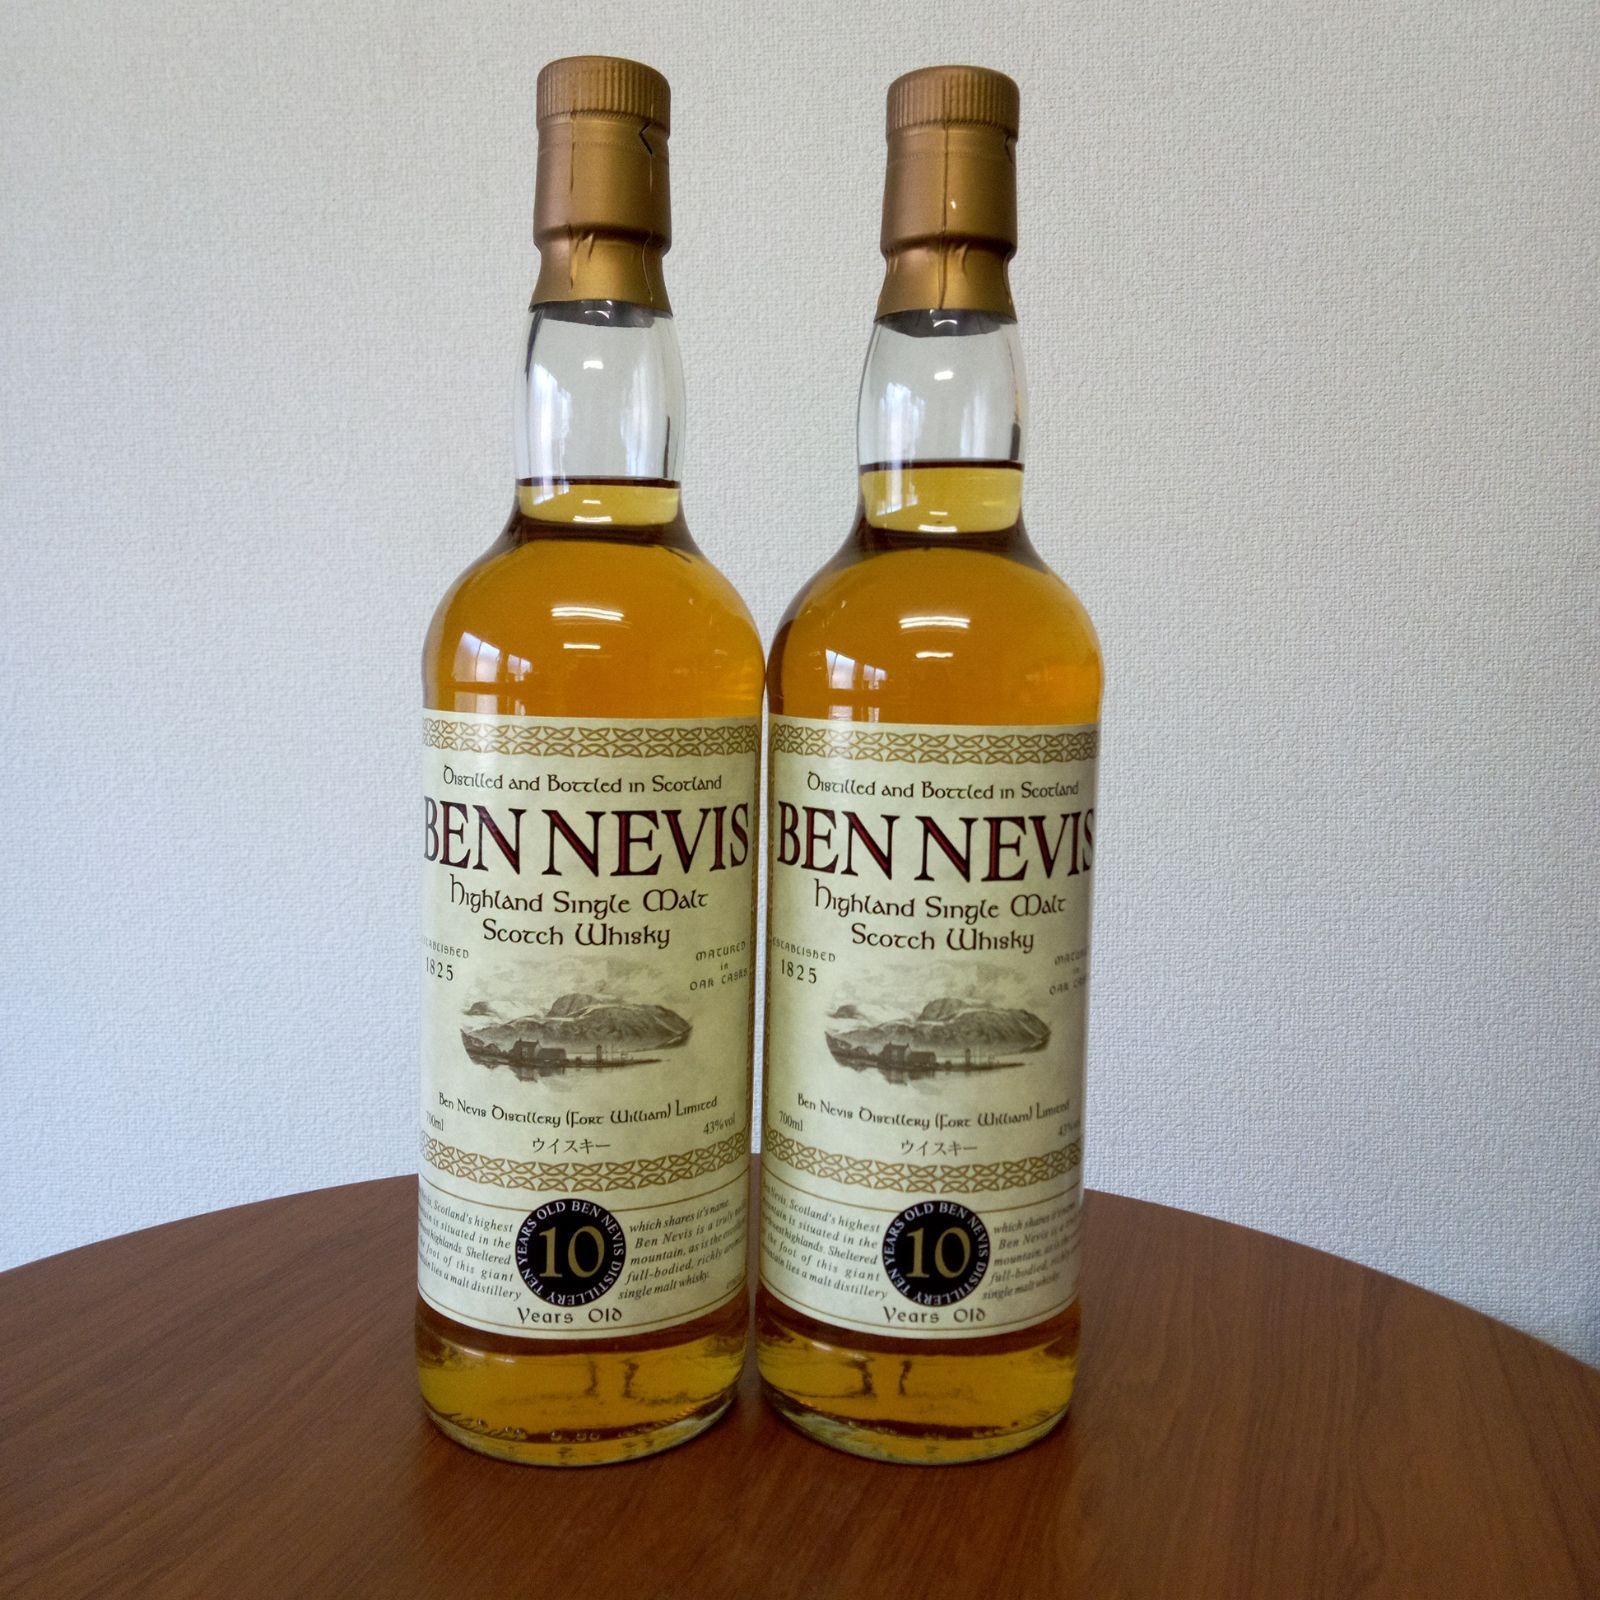 Distilled and Bottled in Scotland
BEN NEVIS
Highland Single Malt
Scotch Whisky
ESTABLISHED
1825
MATURED
in
OAK CASKS
Ben Nevis Distillery (Fort William) Limited
700ml
43%vol
ウイスキー
Nevis, Scotland's highest
is situated in the
highlands. Sheltered
the foot of this giant
lies a malt distillery
TEN YEARS OLD BEN NEVIS DISTILLERY
10
Years Old
which shares it's name.
Ben Nevis is a truly
mountain, as is the
full-bodied, richly
single malt whisky.
Distilled and Bottled in Scotland
BEN NEVIS
Highland Single Malt
Scotch Whisky
ESTABLISHED
1825
MATURED
in
OAK
Ben Nevis Distillery (Fort William) Limited
700ml
43%
ウイスキー
Nevis, Scotland's highest
mountain is situated in the
highlands. Sheltered
the foot of this giant
lies a malt distillery
TEN YEARS OLD BEN NEVIS DISTILLERY
10
Years Old
which shares it's name.
Ben Nevis is a
mountain, as is the
full-bodied, richly
single malt whisky.